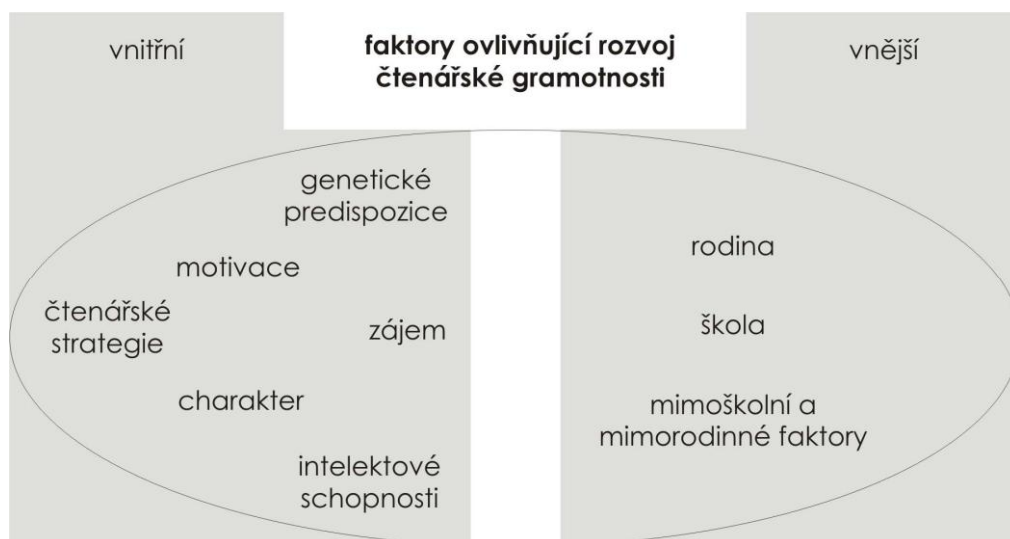 vnitřní
faktory ovlivňující rozvoj
čtenářské gramotnosti
vnější
genetické
predispozice
motivace
čtenářské
strategie
zájem
charakter
intelektové
schopnosti
rodina
škola
mimoškolní a
mimorodinné faktory